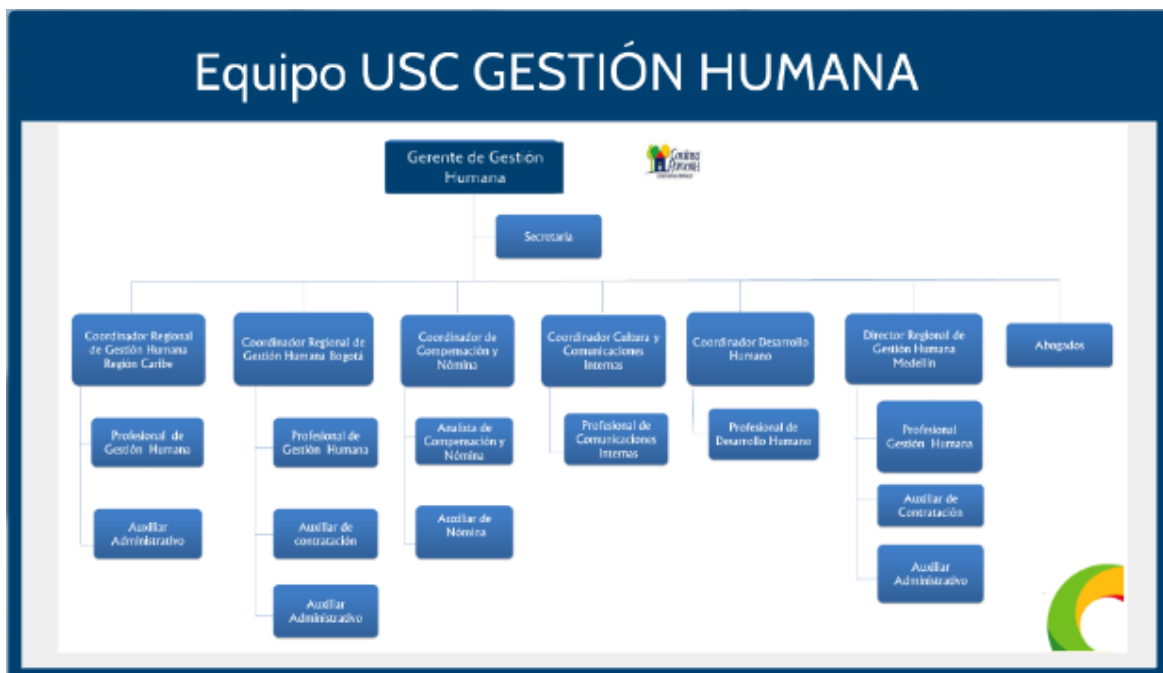 Equipo USC GESTIÓN HUMANA
Gerente de Gestión
Humana
Secretaria
Coordinador Regional
de Gestión Humana
Región Caribe
Coordinador Regional de
Gestión Humana Bogotá
Coordinador de
Compensación y
Nómina
Coordinador Cultura y
Comunicaciones
Internas
Coordinador Desarrollo
Humano
Director Regional de
Gestión Humana
Medellín
Abogados
Profesional de
Gestión Humana
Auxiliar
Administrativo
Profesional de
Gestión Humana
Auxiliar de
contratación
Auxiliar
Administrativo
Analista de
Compensación y
Nómina
Auxiliar de
Nómina
Profesional de
Comunicaciones
Internas
Profesional de
Desarrollo Humano
Profesional
Gestión Humana
Auxiliar de
Contratación
Auxiliar
Administrativo